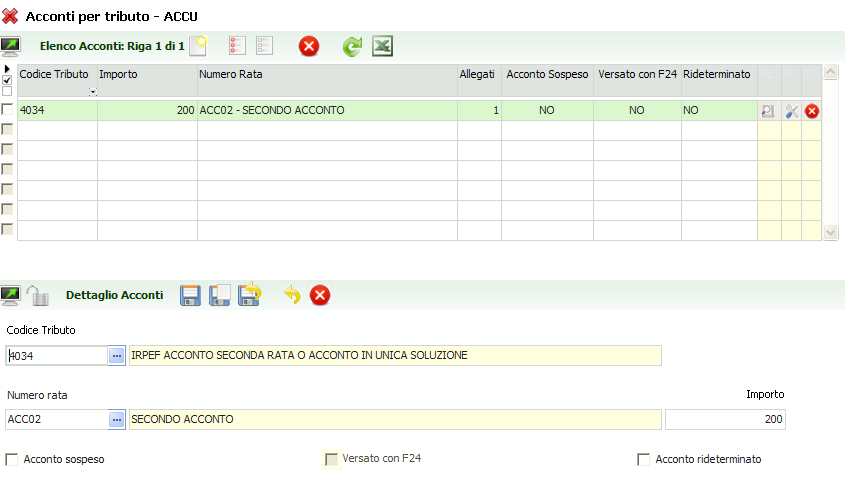 Acconti per tributo - ACCU
Elenco Acconti: Riga 1 di 1
Codice Tributo Importo Numero Rata Allegati Acconto Sospeso Versato con F24 Rideterminato
4034 200 ACC02 - SECONDO ACCONTO 1 NO NO NO
Dettaglio Acconti
Codice Tributo
4034 ... IRPEF ACCONTO SECONDA RATA O ACCONTO IN UNICA SOLUZIONE
Numero rata Importo
ACC02 ... SECONDO ACCONTO 200
Acconto sospeso Versato con F24 Acconto rideterminato